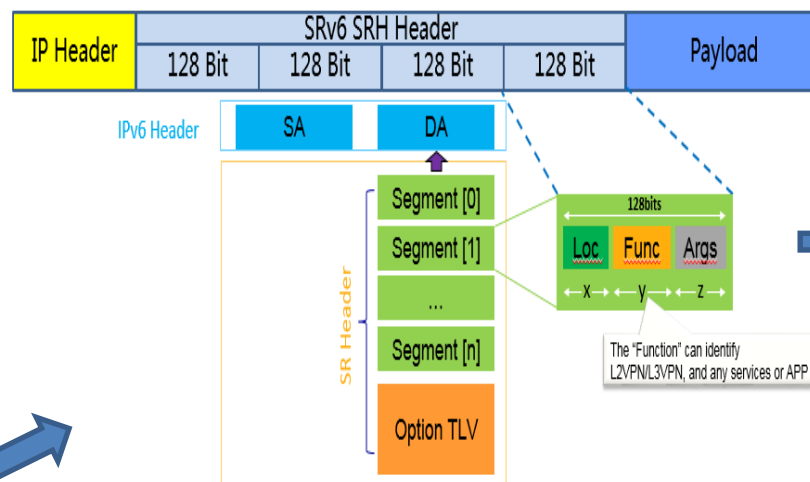 IP Header
SRv6 SRH Header
128 Bit 128 Bit 128 Bit 128 Bit
Payload
IPv6 Header
SA
DA
SR Header
Segment [0]
Segment [1]
...
Segment [n]
Option TLV
128bits
Loc Func Args
x y z
The "Function" can identify
L2VPN/L3VPN, and any services or APP